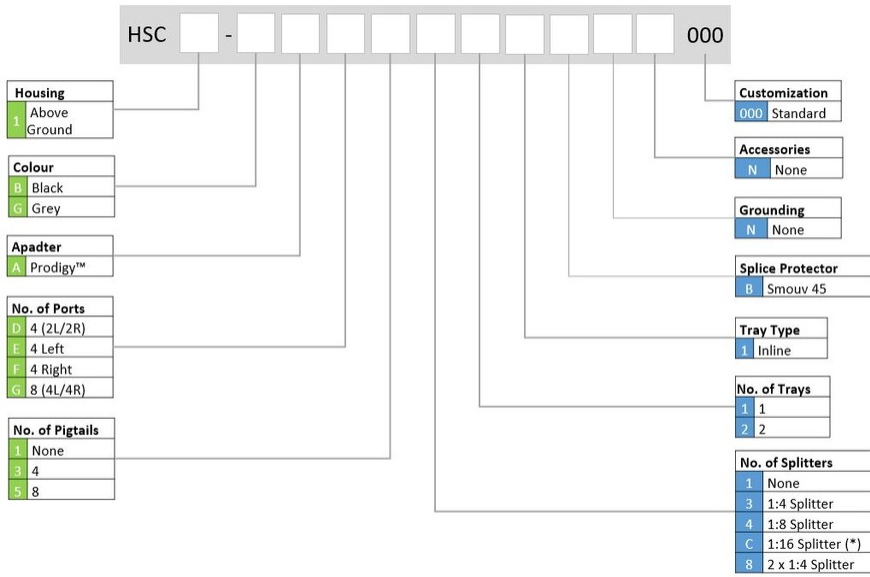 HSC - 000
Housing
1 Above Ground
Colour
B Black
G Grey
Apadter
A Prodigy™
No. of Ports
D 4 (2L/2R)
E 4 Left
F 4 Right
G 8 (4L/4R)
No. of Pigtails
1 None
3 4
5 8
Customization
000 Standard
Accessories
N None
Grounding
N None
Splice Protector
B Smouv 45
Tray Type
1 Inline
No. of Trays
1 1
2 2
No. of Splitters
1 None
3 1:4 Splitter
4 1:8 Splitter
C 1:16 Splitter (*)
8 2 x 1:4 Splitter